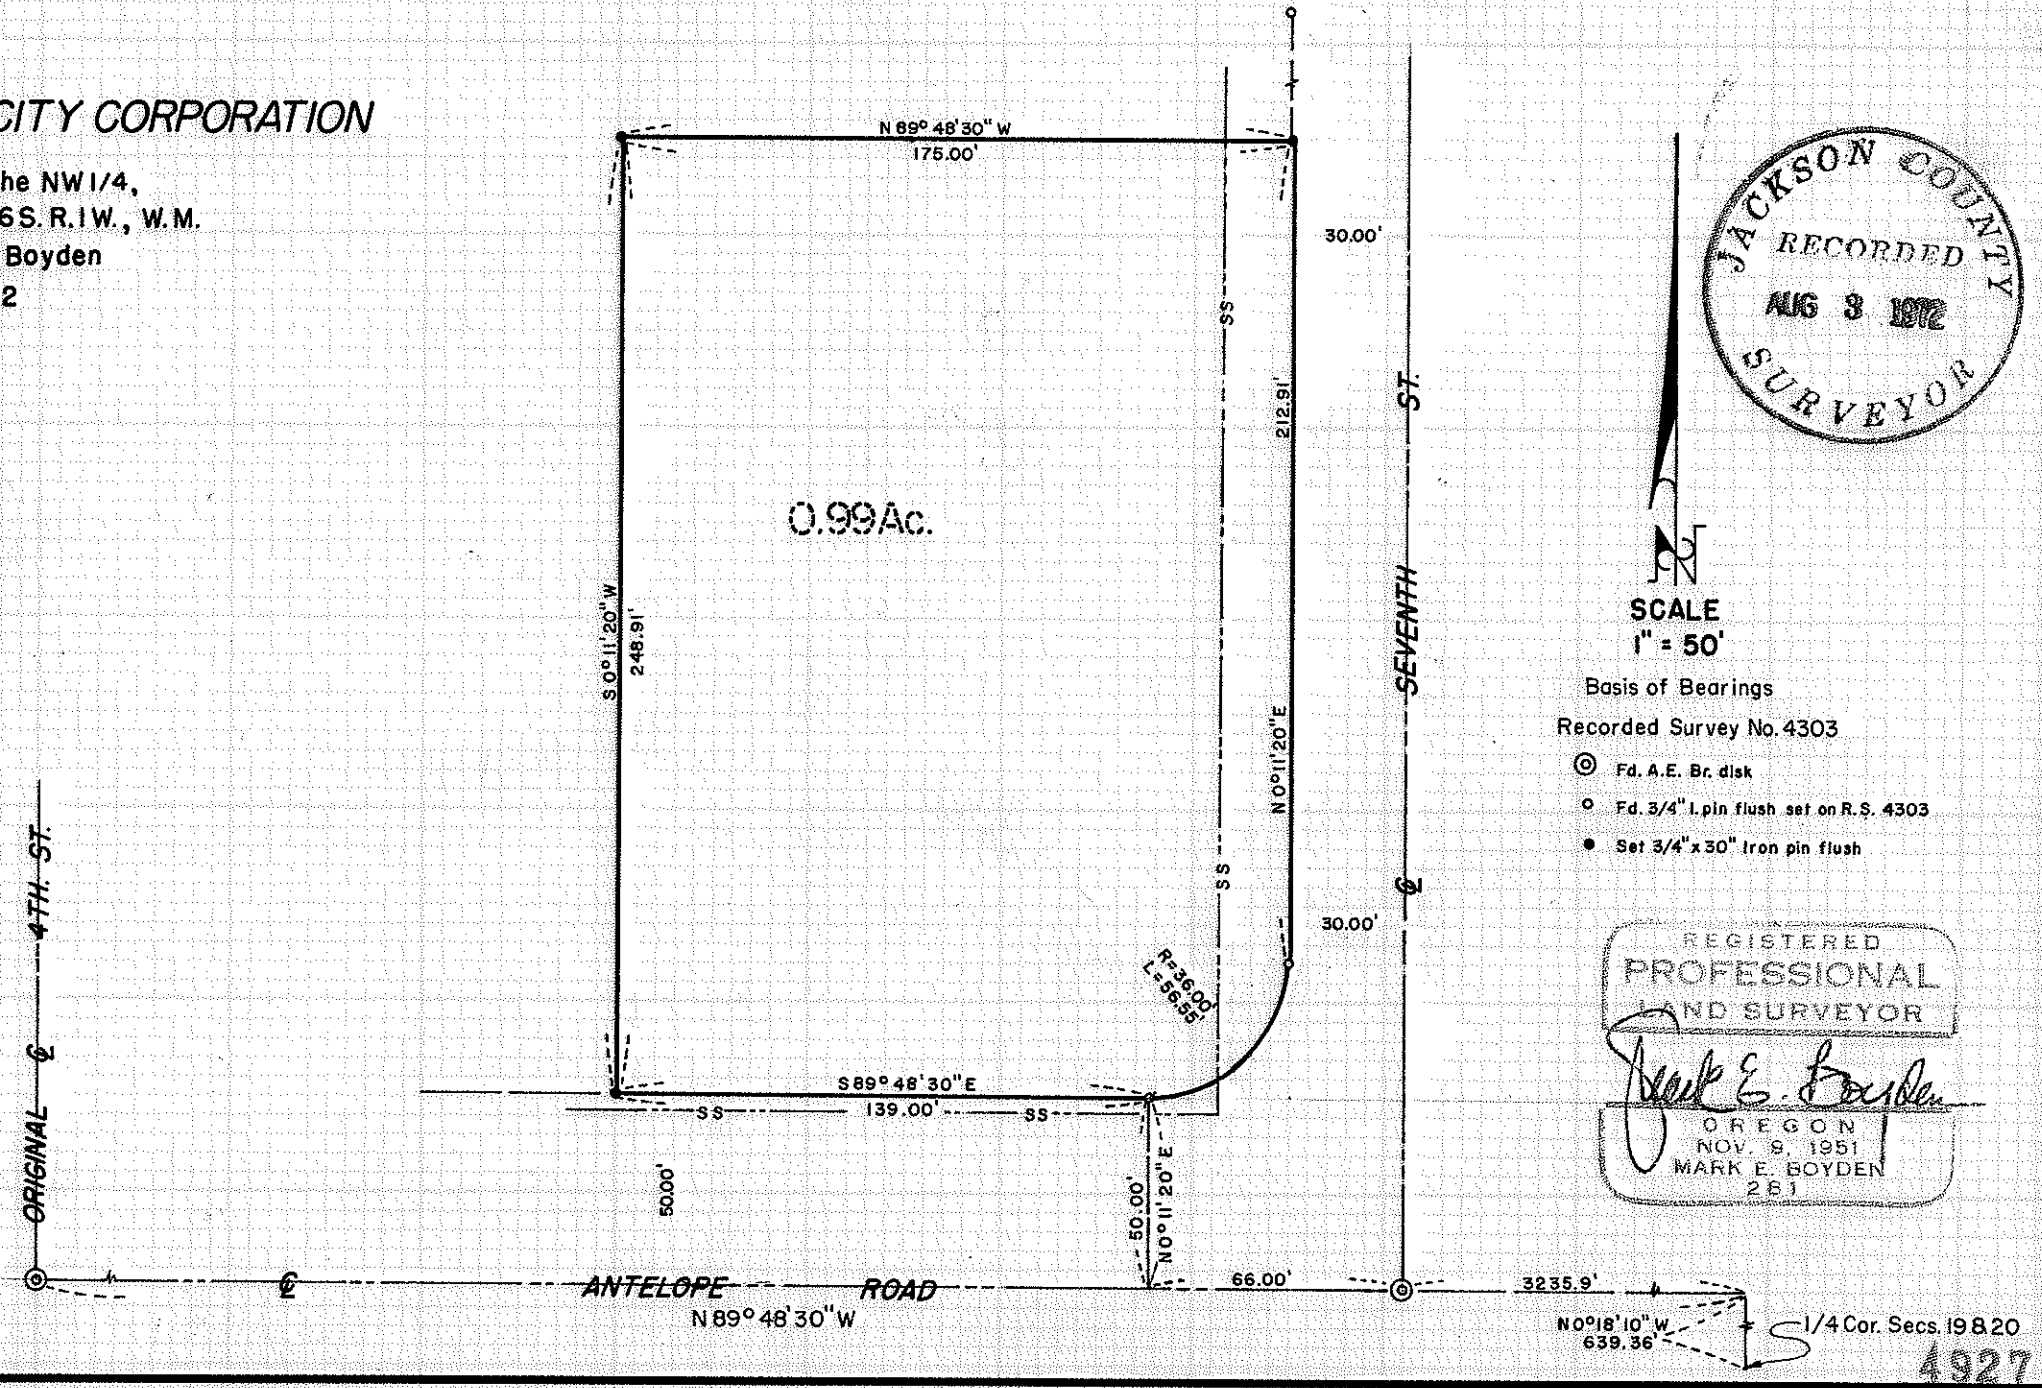 CITY CORPORATION
he NW1/4,
6S. R.1W., W.M.
Boyden
2
N 89° 48'30" W
175.00'
30.00'
SS
212.91'
0.99Ac.
S 0° 11'20" W
248.91'
N 0° 11'20" E
SEVENTH ST.
SS
30.00'
R=36.00'
L=56.55'
S 89° 48'30" E
139.00'
SS
SS
50.00'
50.00'
N 0° 11'20" E
ORIGINAL ℄ 4TH. ST.
℄
℄
ANTELOPE ROAD
N 89° 48'30" W
66.00'
3235.9'
N 0° 18'10" W
639.36'
1/4 Cor. Secs. 19&20
4927
JACKSON COUNTY
RECORDED
AUG 3 1972
SURVEYOR
N
SCALE
1" = 50'
Basis of Bearings
Recorded Survey No. 4303
Fd. A.E. Br. disk
Fd. 3/4" I. pin flush set on R.S. 4303
Set 3/4" x 30" Iron pin flush
REGISTERED
PROFESSIONAL
LAND SURVEYOR
Mark E. Boyden
OREGON
NOV. 9, 1951
MARK E. BOYDEN
281